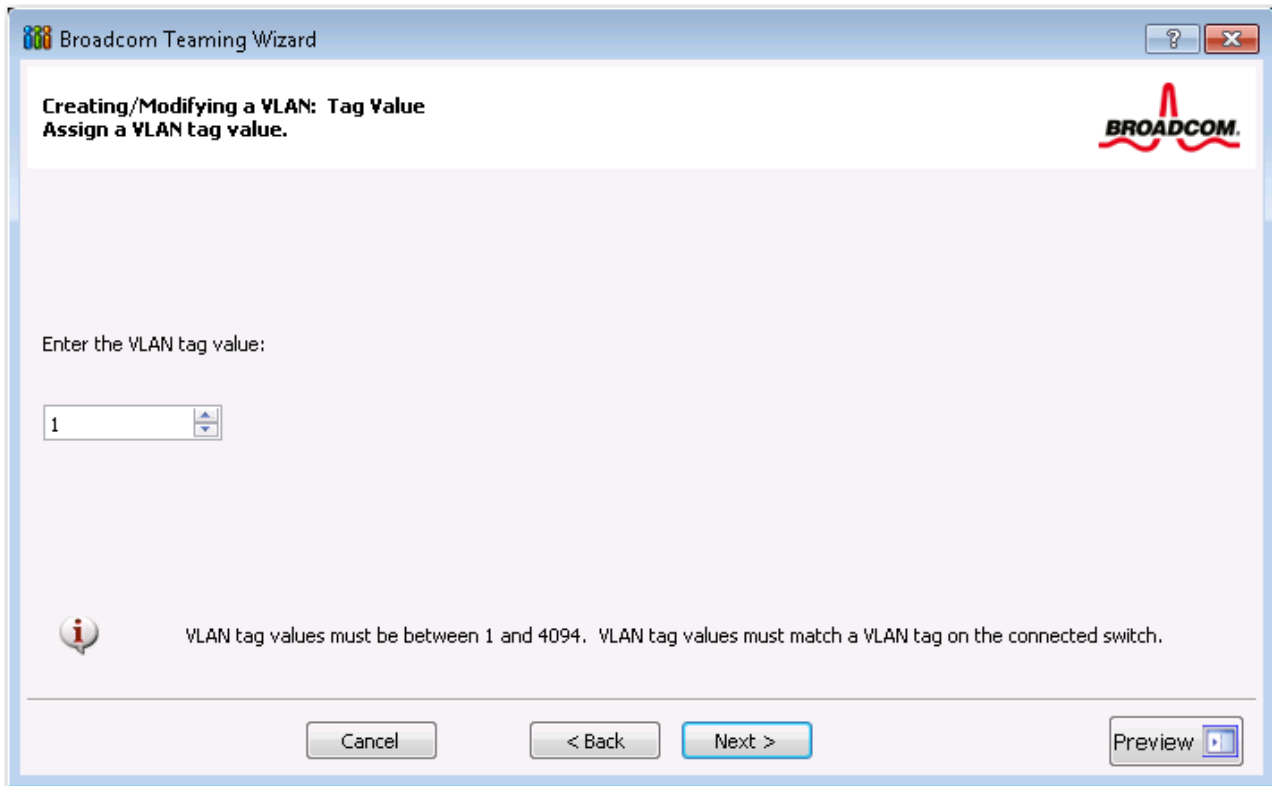 Broadcom Teaming Wizard
?
Creating/Modifying a VLAN: Tag Value
Assign a VLAN tag value.
BROADCOM.
Enter the VLAN tag value:
1
VLAN tag values must be between 1 and 4094. VLAN tag values must match a VLAN tag on the connected switch.
Cancel
< Back
Next >
Preview